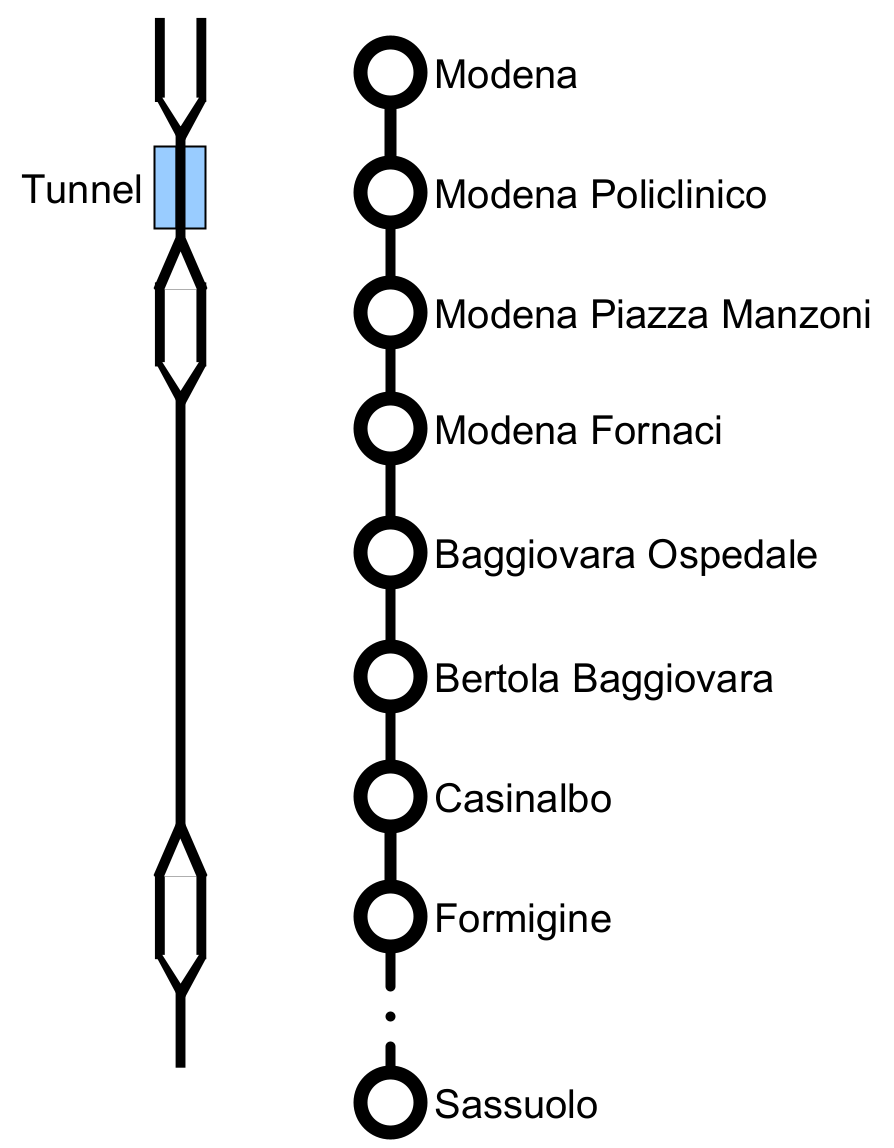 Modena
Tunnel
Modena Policlinico
Modena Piazza Manzoni
Modena Fornaci
Baggiovara Ospedale
Bertola Baggiovara
Casinalbo
Formigine
Sassuolo